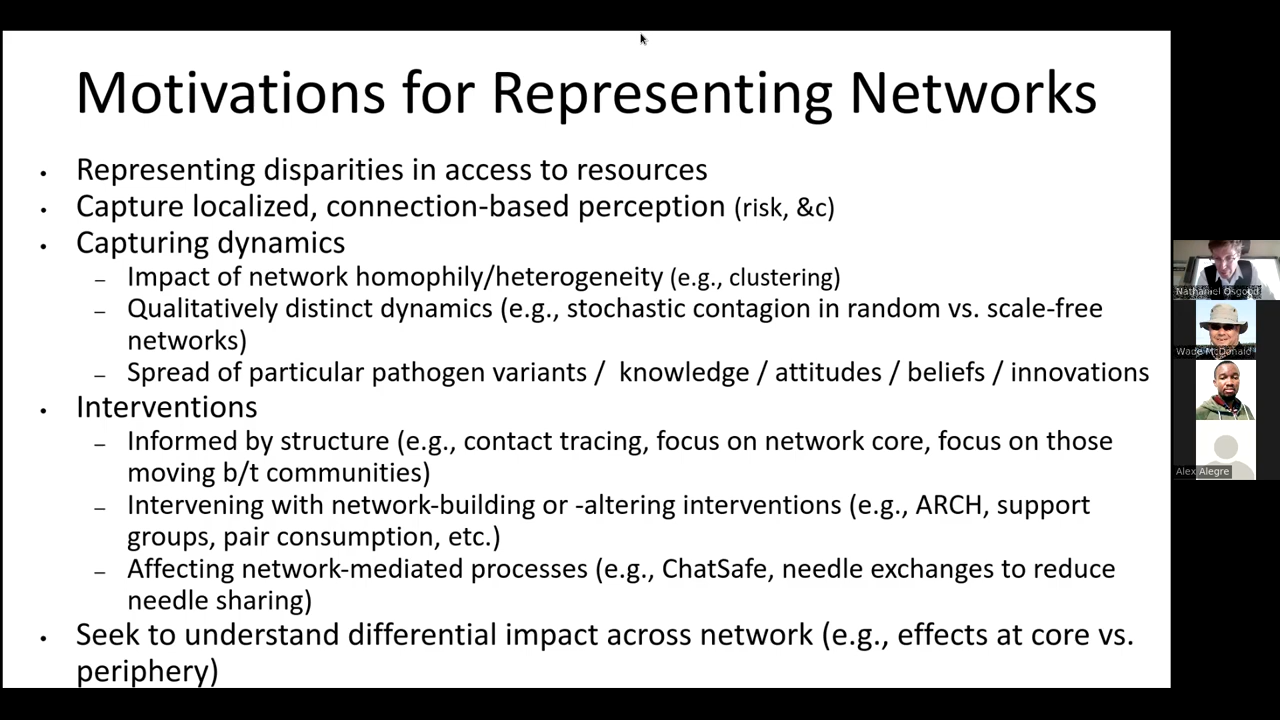 Motivations for Representing Networks
• Representing disparities in access to resources
• Capture localized, connection-based perception (risk, &c)
• Capturing dynamics
– Impact of network homophily/heterogeneity (e.g., clustering)
– Qualitatively distinct dynamics (e.g., stochastic contagion in random vs. scale-free
networks)
– Spread of particular pathogen variants / knowledge / attitudes / beliefs / innovations
• Interventions
– Informed by structure (e.g., contact tracing, focus on network core, focus on those
moving b/t communities)
– Intervening with network-building or -altering interventions (e.g., ARCH, support
groups, pair consumption, etc.)
– Affecting network-mediated processes (e.g., ChatSafe, needle exchanges to reduce
needle sharing)
• Seek to understand differential impact across network (e.g., effects at core vs.
periphery)
Nathaniel Osgood
Wade McDonald
Alex Alegre